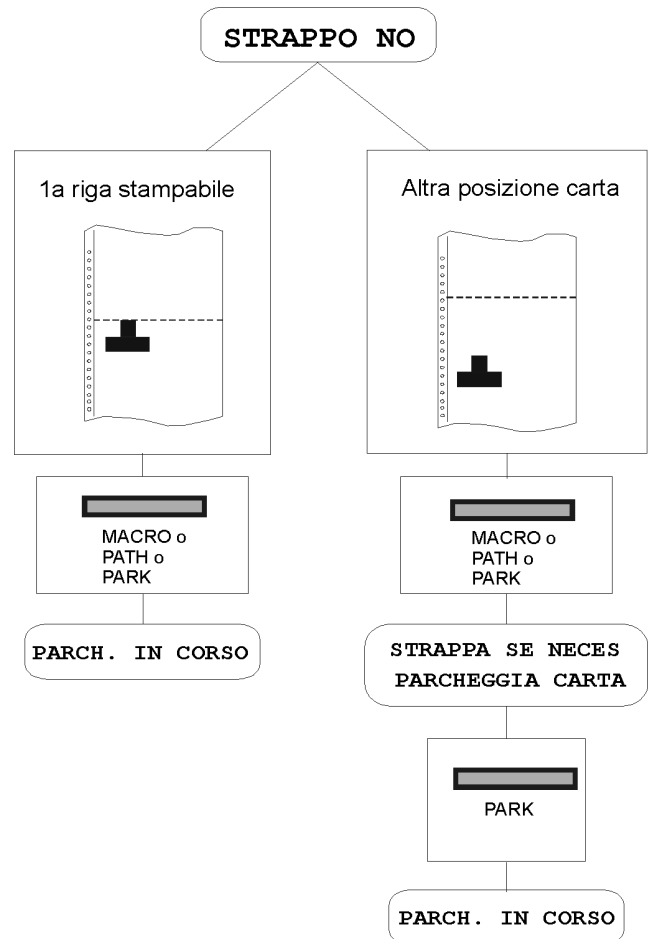 STRAPPO NO
1a riga stampabile
MACRO o
PATH o
PARK
PARCH. IN CORSO
Altra posizione carta
MACRO o
PATH o
PARK
STRAPPA SE NECES
PARCHEGGIA CARTA
PARK
PARCH. IN CORSO